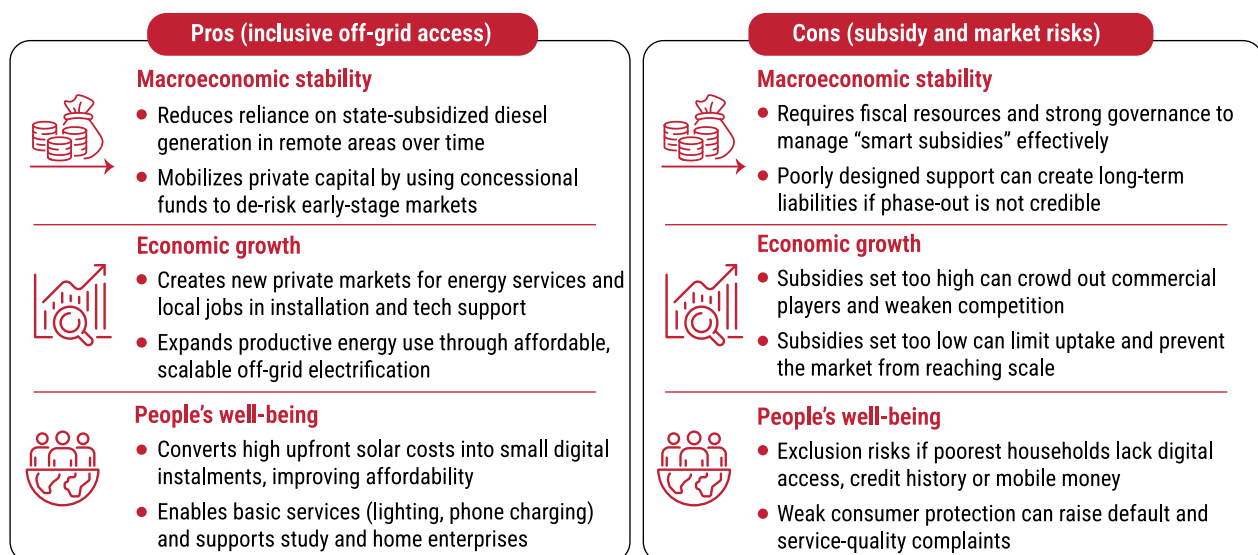 Pros (inclusive off-grid access)
Macroeconomic stability
• Reduces reliance on state-subsidized diesel
generation in remote areas over time
• Mobilizes private capital by using concessional
funds to de-risk early-stage markets
Economic growth
• Creates new private markets for energy services and
local jobs in installation and tech support
• Expands productive energy use through affordable,
scalable off-grid electrification
People's well-being
• Converts high upfront solar costs into small digital
instalments, improving affordability
• Enables basic services (lighting, phone charging)
and supports study and home enterprises
Cons (subsidy and market risks)
Macroeconomic stability
• Requires fiscal resources and strong governance to
manage “smart subsidies” effectively
• Poorly designed support can create long-term
liabilities if phase-out is not credible
Economic growth
• Subsidies set too high can crowd out commercial
players and weaken competition
• Subsidies set too low can limit uptake and prevent
the market from reaching scale
People’s well-being
• Exclusion risks if poorest households lack digital
access, credit history or mobile money
• Weak consumer protection can raise default and
service-quality complaints